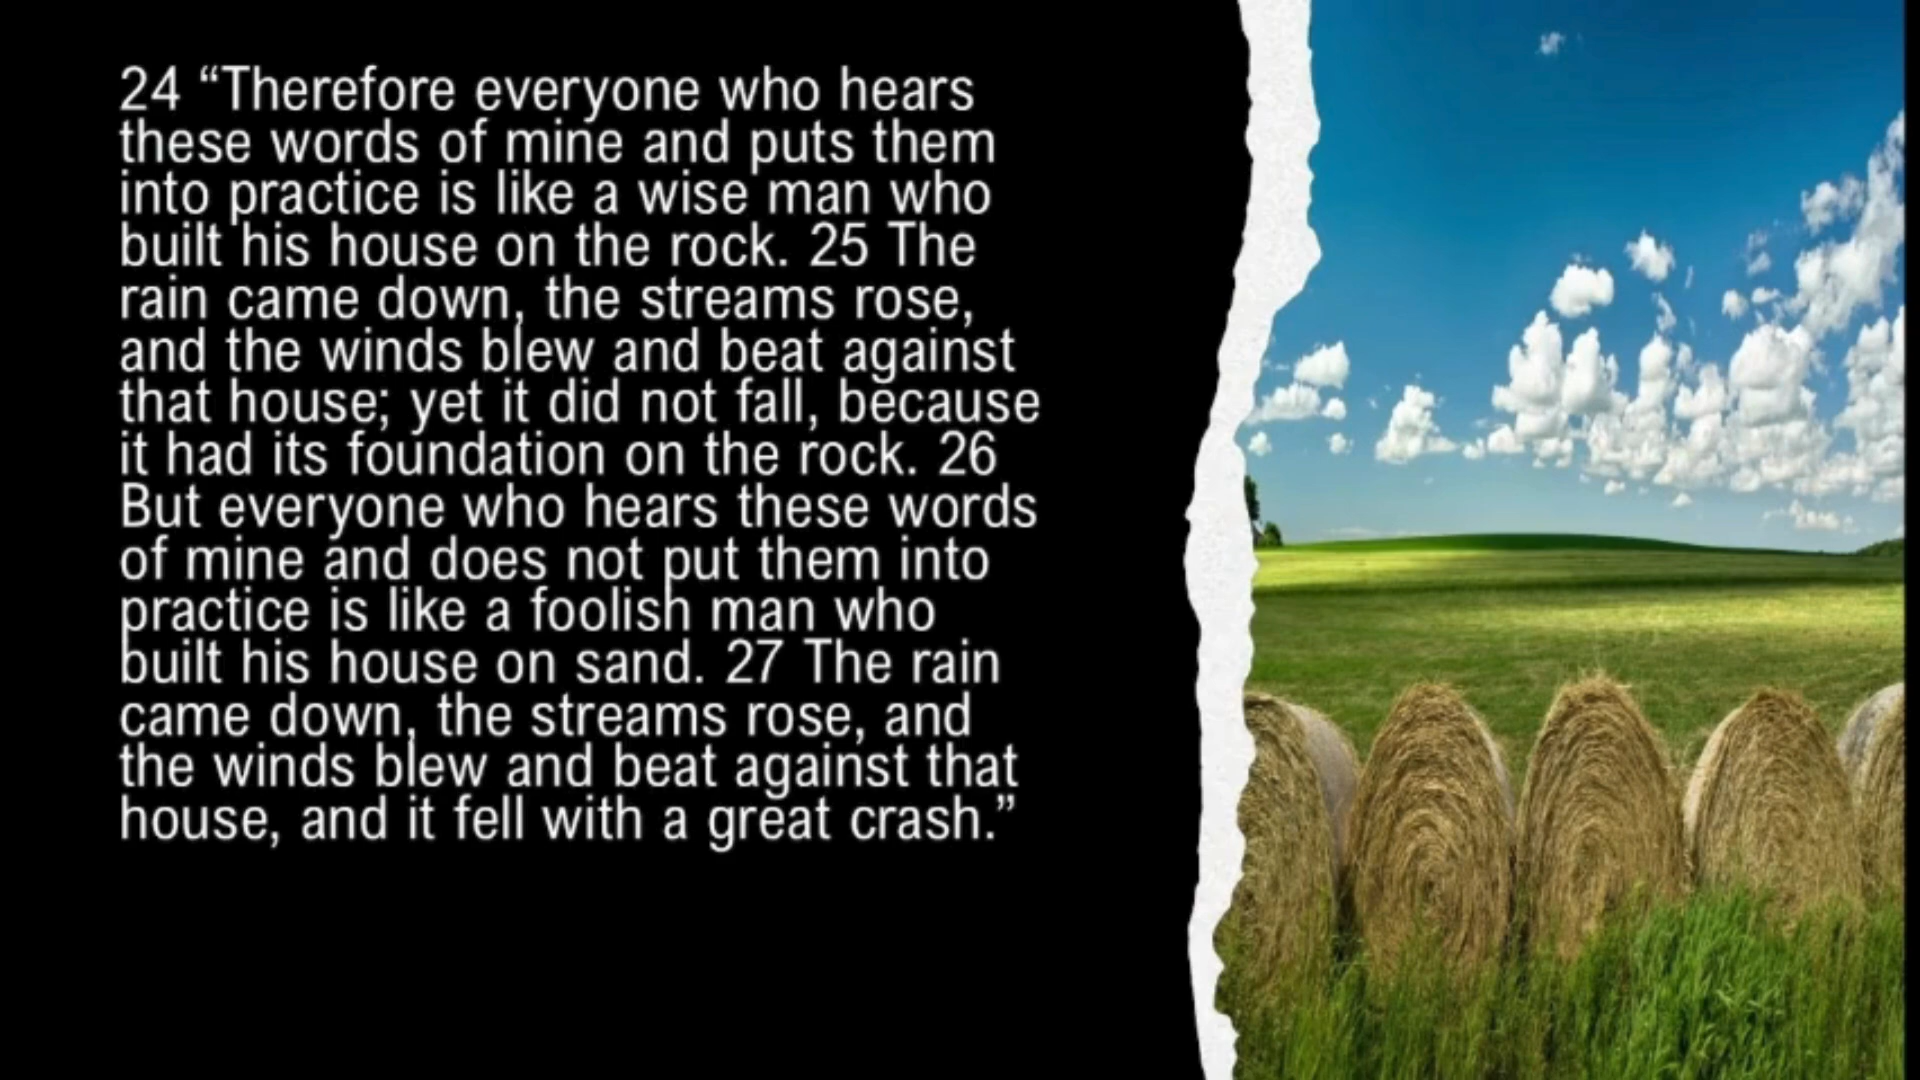 24 “Therefore everyone who hears
these words of mine and puts them
into practice is like a wise man who
built his house on the rock. 25 The
rain came down, the streams rose,
and the winds blew and beat against
that house; yet it did not fall, because
it had its foundation on the rock. 26
But everyone who hears these words
of mine and does not put them into
practice is like a foolish man who
built his house on sand. 27 The rain
came down, the streams rose, and
the winds blew and beat against that
house, and it fell with a great crash.”